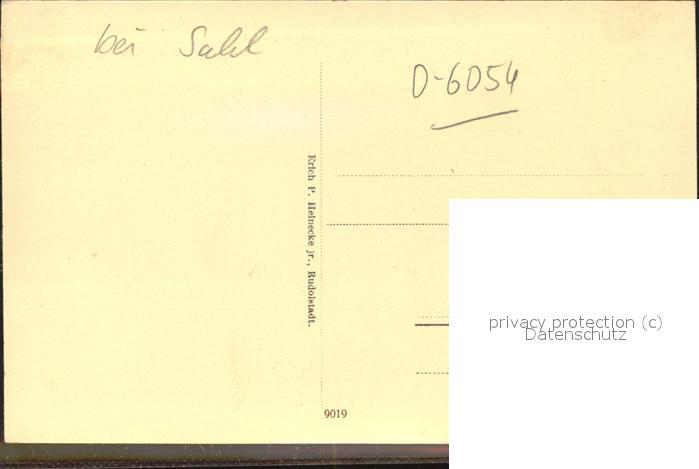 bei Suhl
D-6054
Erich P. Heinecke jr., Rudolstadt.
9019
privacy protection (c)
Datenschutz